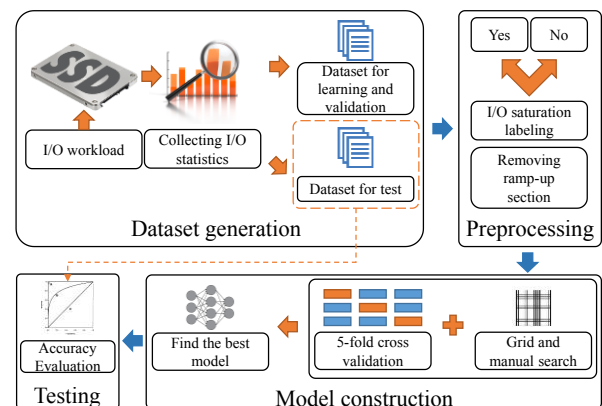 SSD
I/O workload
Collecting I/O
statistics
Dataset for
learning and
validation
Dataset for test
Dataset generation
Yes
No
I/O saturation
labeling
Removing
ramp-up
section
Preprocessing
Accuracy
Evaluation
Testing
Find the best
model
5-fold cross
validation
Grid and
manual search
Model construction